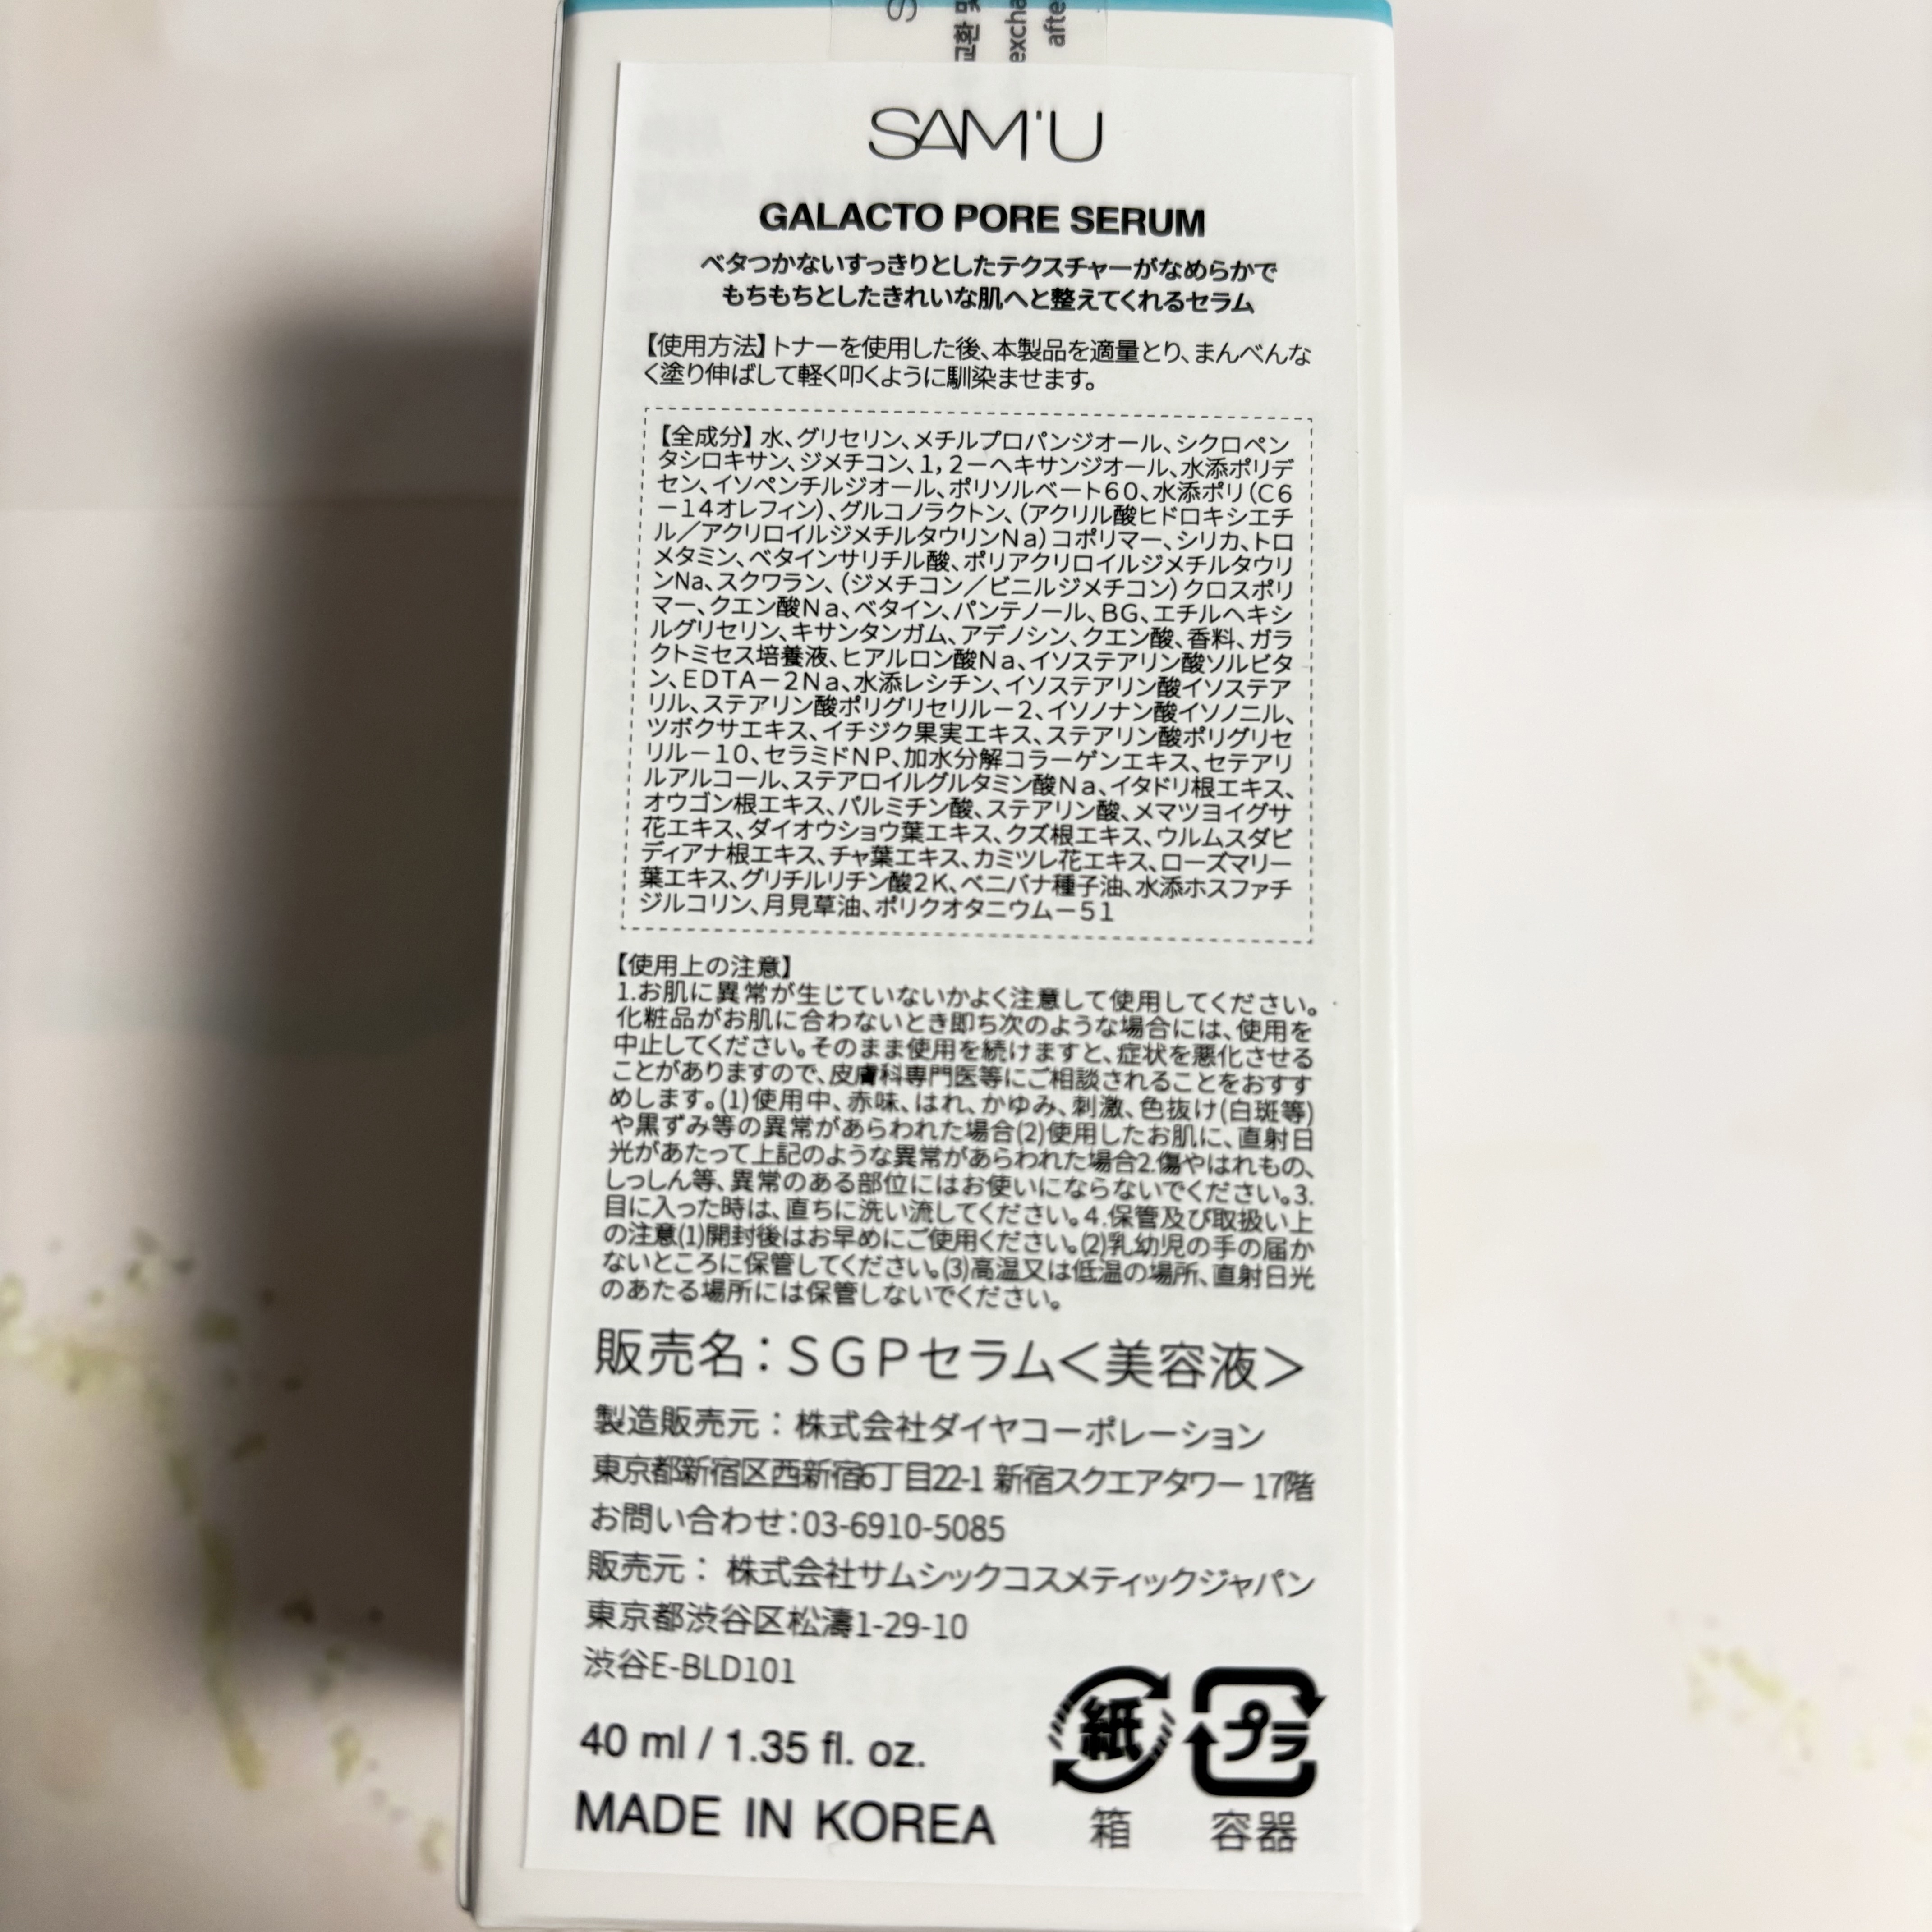 교환 및
excha
afte
SAM'U
GALACTO PORE SERUM
ベタつかないすっきりとしたテクスチャーがなめらかで
もちもちとしたきれいな肌へと整えてくれるセラム
【使用方法】トナーを使用した後、本製品を適量とり、まんべんな
く塗り伸ばして軽く叩くように馴染ませます。
【全成分】水、グリセリン、メチルプロパンジオール、シクロペン
タシロキサン、ジメチコン、1，2－ヘキサンジオール、水添ポリデ
セン、イソペンチルジオール、ポリソルベート60、水添ポリ（C6
－14オレフィン）、グルコノラクトン、（アクリル酸ヒドロキシエチ
ル／アクリロイルジメチルタウリンNa）コポリマー、シリカ、トロ
メタミン、ベタインサリチル酸、ポリアクリロイルジメチルタウリ
ンNa、スクワラン、（ジメチコン／ビニルジメチコン）クロスポリ
マー、クエン酸Na、ベタイン、パンテノール、BG、エチルヘキシ
ルグリセリン、キサンタンガム、アデノシン、クエン酸、香料、ガラ
クトミセス培養液、ヒアルロン酸Na、イソステアリン酸ソルビタ
ン、EDTA－2Na、水添レシチン、イソステアリン酸イソステア
リル、ステアリン酸ポリグリセリル－2、イソノナン酸イソノニル、
ツボクサエキス、イチジク果実エキス、ステアリン酸ポリグリセ
リル－10、セラミドNP、加水分解コラーゲンエキス、セテアリ
ルアルコール、ステアロイルグルタミン酸Na、イタドリ根エキス、
オウゴン根エキス、パルミチン酸、ステアリン酸、メマツヨイグサ
花エキス、ダイオウショウ葉エキス、クズ根エキス、ウルムスダビ
ディアナ根エキス、チャ葉エキス、カミツレ花エキス、ローズマリー
葉エキス、グリチルリチン酸2K、ベニバナ種子油、水添ホスファチ
ジルコリン、月見草油、ポリクオタニウム－51
【使用上の注意】
1.お肌に異常が生じていないかよく注意して使用してください。
化粧品がお肌に合わないとき即ち次のような場合には、使用を
中止してください。そのまま使用を続けますと、症状を悪化させる
ことがありますので、皮膚科専門医等にご相談されることをおすす
めします。(1)使用中、赤味、はれ、かゆみ、刺激、色抜け(白斑等)
や黒ずみ等の異常があらわれた場合(2)使用したお肌に、直射日
光があたって上記のような異常があらわれた場合2.傷やはれもの、
しっしん等、異常のある部位にはお使いにならないでください。3.
目に入った時は、直ちに洗い流してください。4.保管及び取扱い上
の注意(1)開封後はお早めにご使用ください。(2)乳幼児の手の届か
ないところに保管してください。(3)高温又は低温の場所、直射日光
のあたる場所には保管しないでください。
販売名：ＳＧＰセラム＜美容液＞
製造販売元：株式会社ダイヤコーポレーション
東京都新宿区西新宿6丁目22-1 新宿スクエアタワー 17階
お問い合わせ：03-6910-5085
販売元： 株式会社サムシックコスメティックジャパン
東京都渋谷区松濤1-29-10
渋谷E-BLD101
40 ml / 1.35 fl. oz.
MADE IN KOREA
紙
プラ
箱
容器